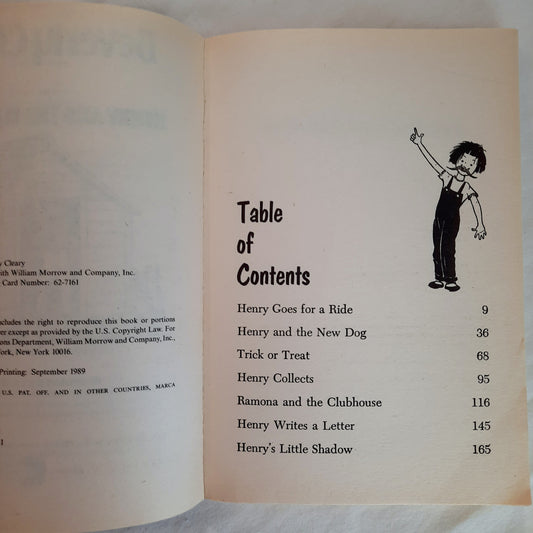 y Cleary
ith William Morrow and Company, Inc.
Card Number: 62-7161
cludes the right to reproduce this book or portions
er except as provided by the U.S. Copyright Law. For
ons Department, William Morrow and Company, Inc.,
ork, New York 10016.
Printing: September 1989
U.S. PAT. OFF. AND IN OTHER COUNTRIES, MARCA
Table
of
Contents
Henry Goes for a Ride 9
Henry and the New Dog 36
Trick or Treat 68
Henry Collects 95
Ramona and the Clubhouse 116
Henry Writes a Letter 145
Henry's Little Shadow 165